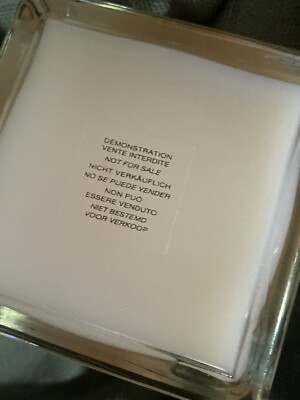 DÉMONSTRATION
VENTE INTERDITE
NOT FOR SALE
NICHT VERKÄUFLICH
NO SE PUEDE VENDER
NON PUÒ
ESSERE VENDUTO
NIET BESTEMD
VOOR VERKOOP